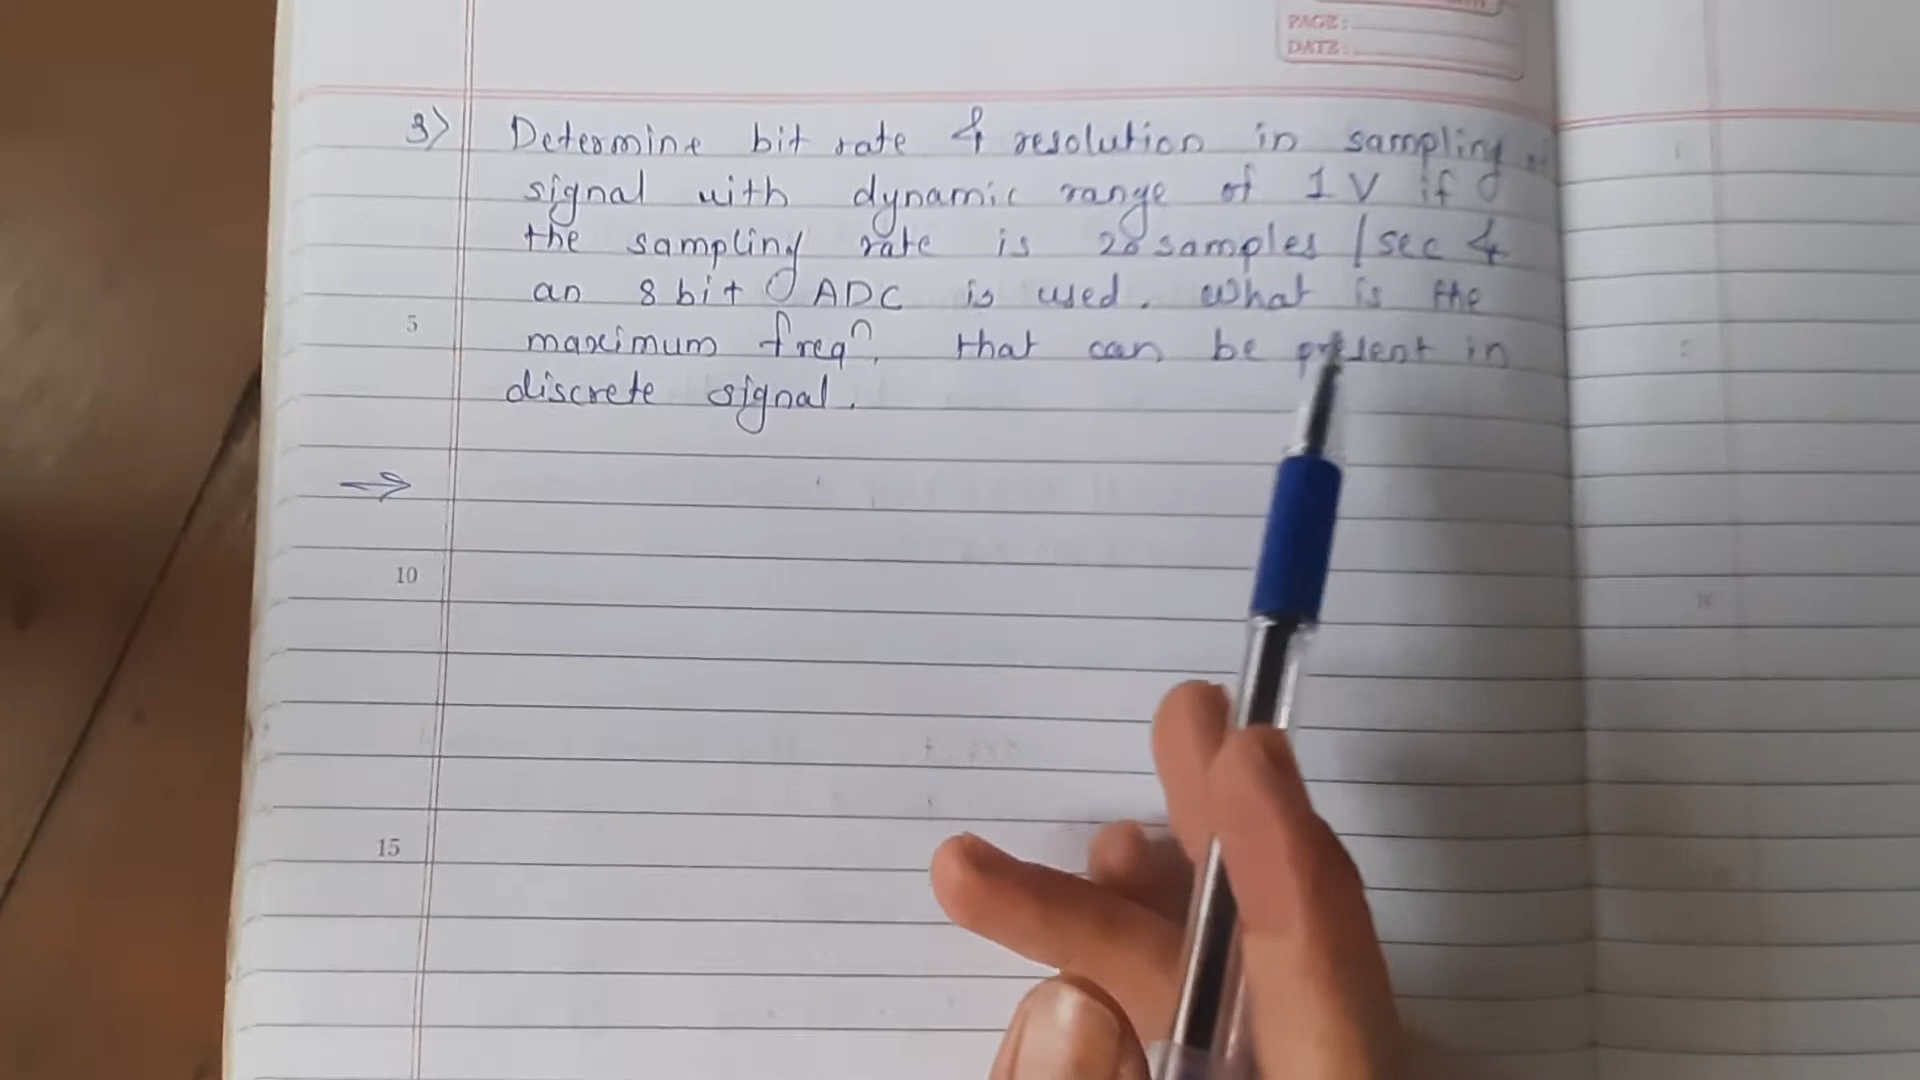 PAGE:
DATE:
3) Determine bit rate & resolution in sampling
signal with dynamic range of 1 V if
the sampling rate is 20 samples / sec &
an 8 bit ADC is used. What is the
maximum freqn. that can be present in
discrete signal.
⇒
5
10
15